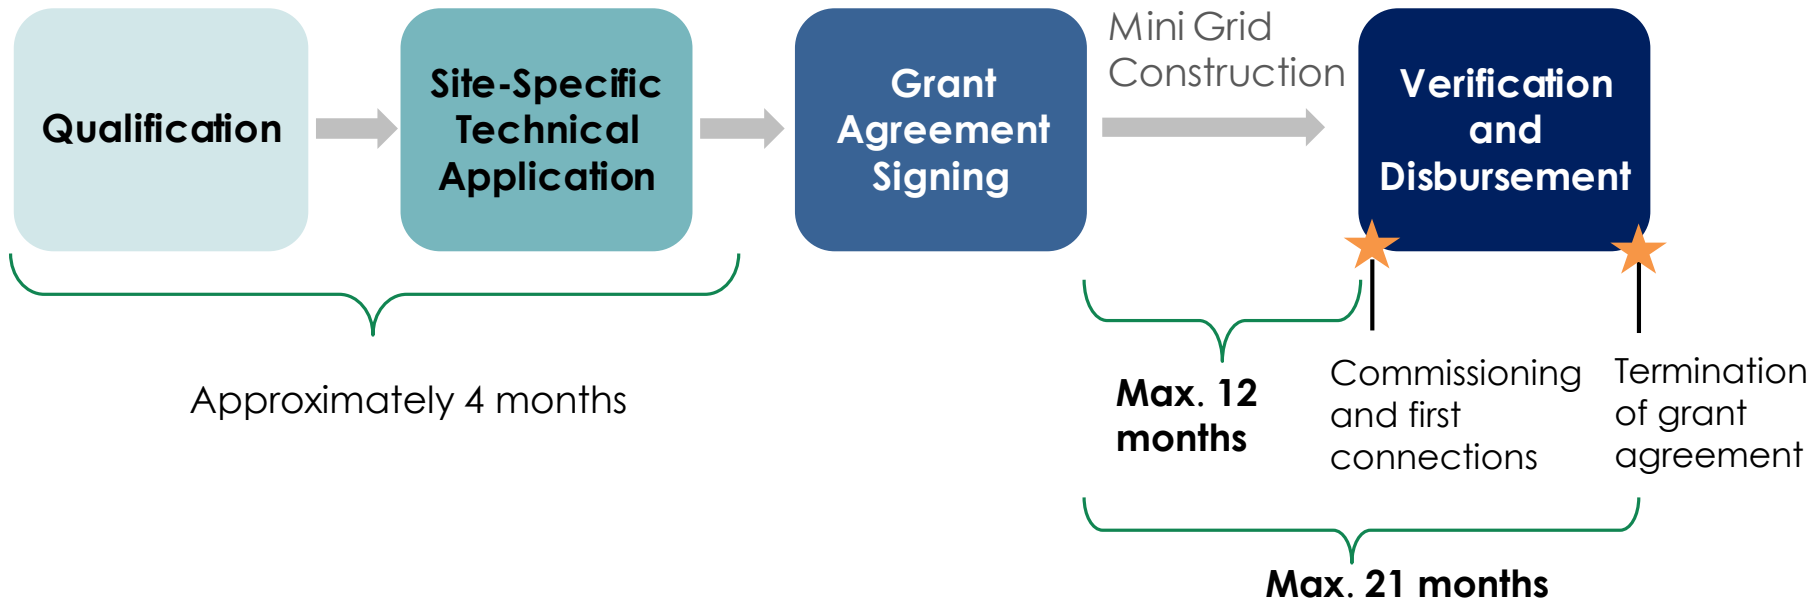 Qualification
Site-Specific
Technical
Application
Grant
Agreement
Signing
Mini Grid
Construction
Verification
and
Disbursement
Approximately 4 months
Max. 12
months
Commissioning
and first
connections
Termination
of grant
agreement
Max. 21 months